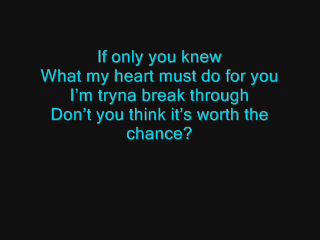 If only you knew
What my heart must do for you
I'm tryna break through
Don't you think it's worth the
chance?